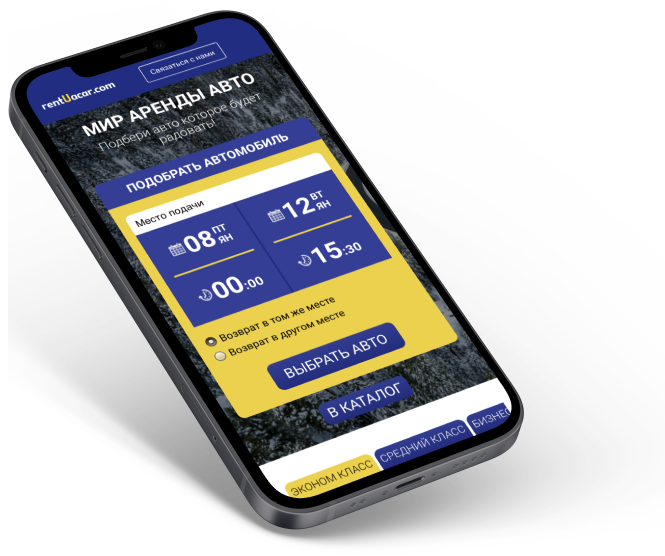 rentUacar.com
Связаться с нами
МИР АРЕНДЫ АВТО
Подбери авто которое будет
радовать!
ПОДОБРАТЬ АВТОМОБИЛЬ
Место подачи
08 ПТ ЯН
12 ВТ ЯН
00:00
15:30
Возврат в том же месте
Возврат в другом месте
ВЫБРАТЬ АВТО
В КАТАЛОГ
ЭКОНОМ КЛАСС
СРЕДНИЙ КЛАСС
БИЗНЕС